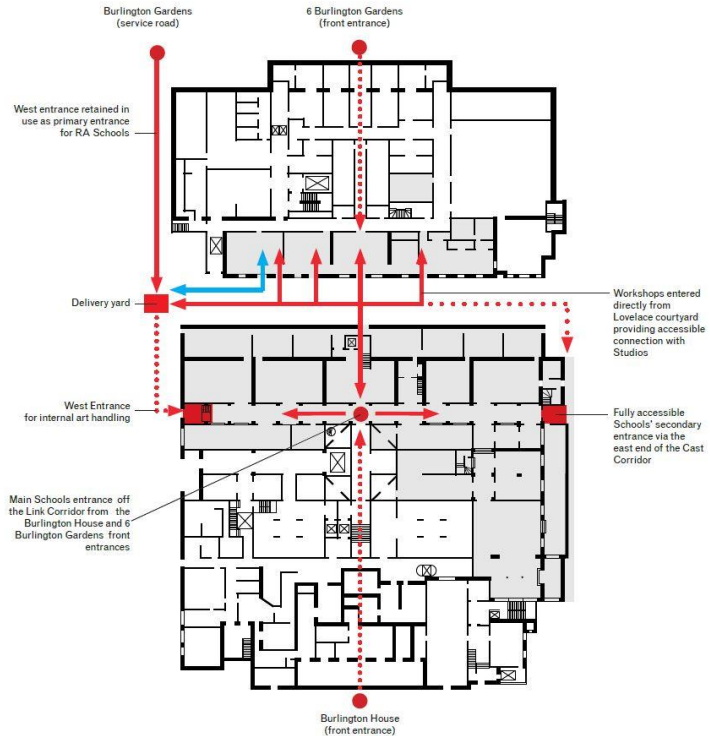 Burlington Gardens
(service road)
6 Burlington Gardens
(front entrance)
West entrance retained in
use as primary entrance
for RA Schools
Delivery yard
Workshops entered
directly from
Lovelace courtyard
providing accessible
connection with
Studios
West Entrance
for internal art handling
Fully accessible
Schools' secondary
entrance via the
east end of the Cast
Corridor
Main Schools entrance off
the Link Corridor from the
Burlington House and 6
Burlington Gardens front
entrances
Burlington House
(front entrance)